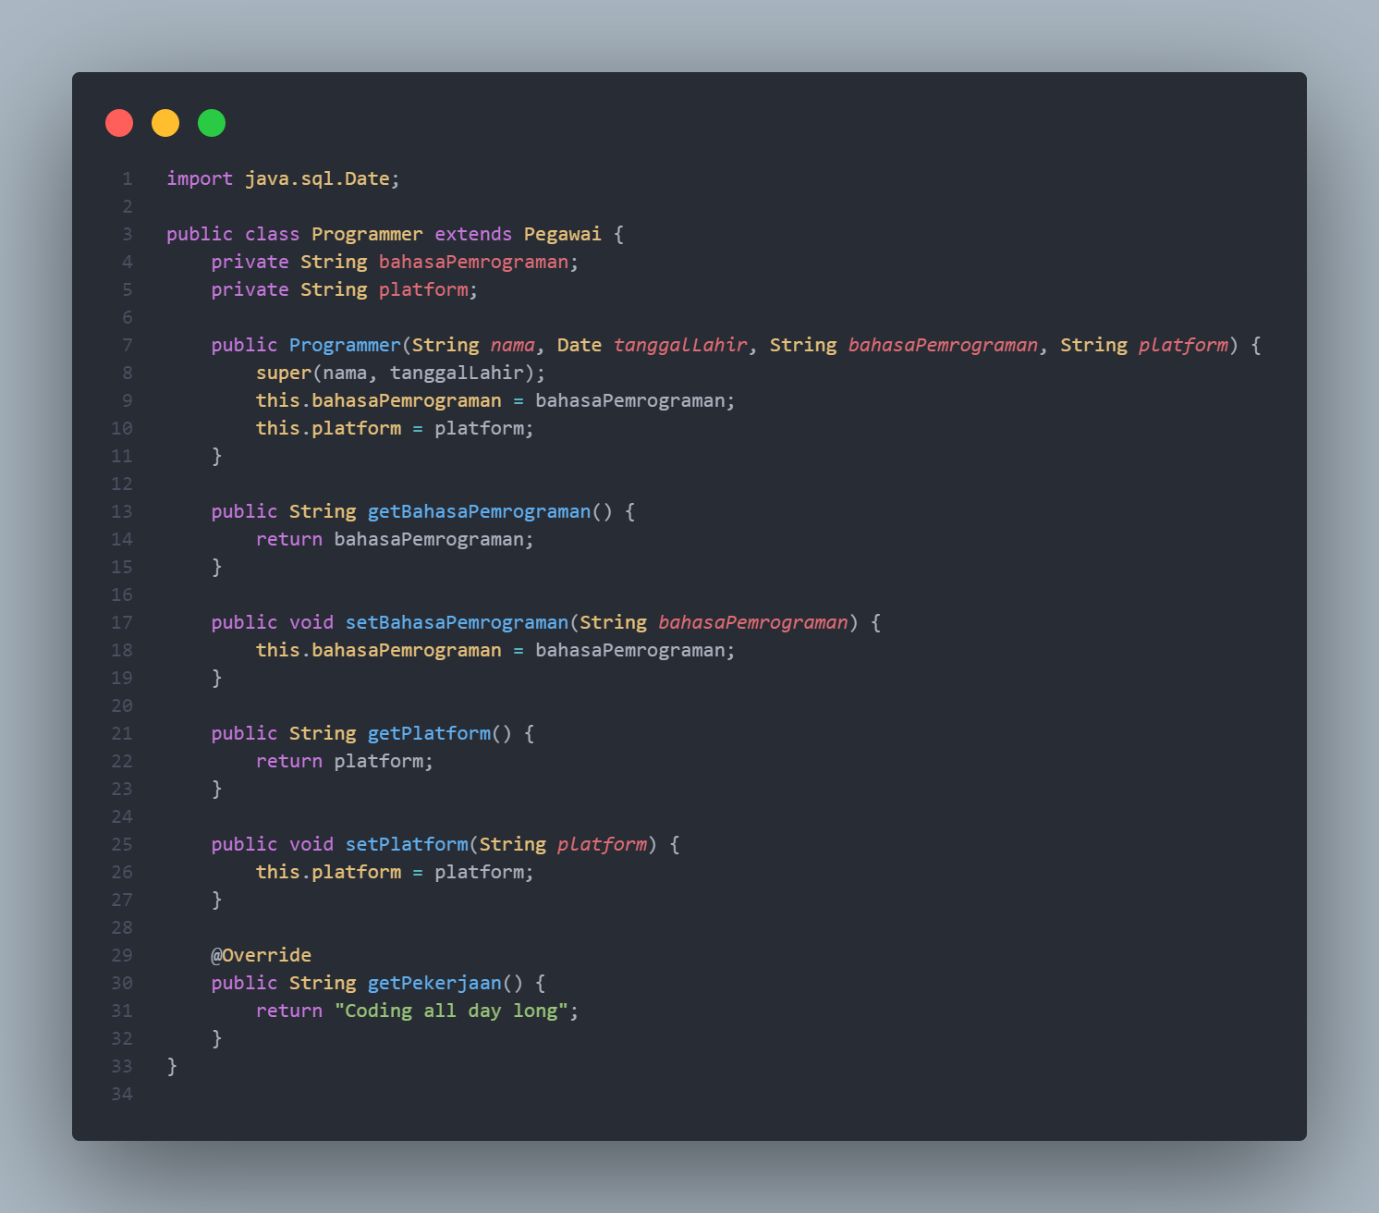 1 import java.sql.Date;
2
3 public class Programmer extends Pegawai {
4     private String bahasaPemrograman;
5     private String platform;
6
7     public Programmer(String nama, Date tanggalLahir, String bahasaPemrograman, String platform) {
8         super(nama, tanggalLahir);
9         this.bahasaPemrograman = bahasaPemrograman;
10         this.platform = platform;
11     }
12
13     public String getBahasaPemrograman() {
14         return bahasaPemrograman;
15     }
16
17     public void setBahasaPemrograman(String bahasaPemrograman) {
18         this.bahasaPemrograman = bahasaPemrograman;
19     }
20
21     public String getPlatform() {
22         return platform;
23     }
24
25     public void setPlatform(String platform) {
26         this.platform = platform;
27     }
28
29     @Override
30     public String getPekerjaan() {
31         return "Coding all day long";
32     }
33 }
34